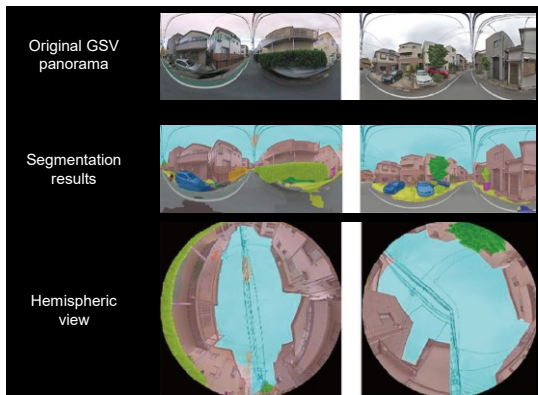 Original GSV
panorama
Segmentation
results
Hemispheric
view